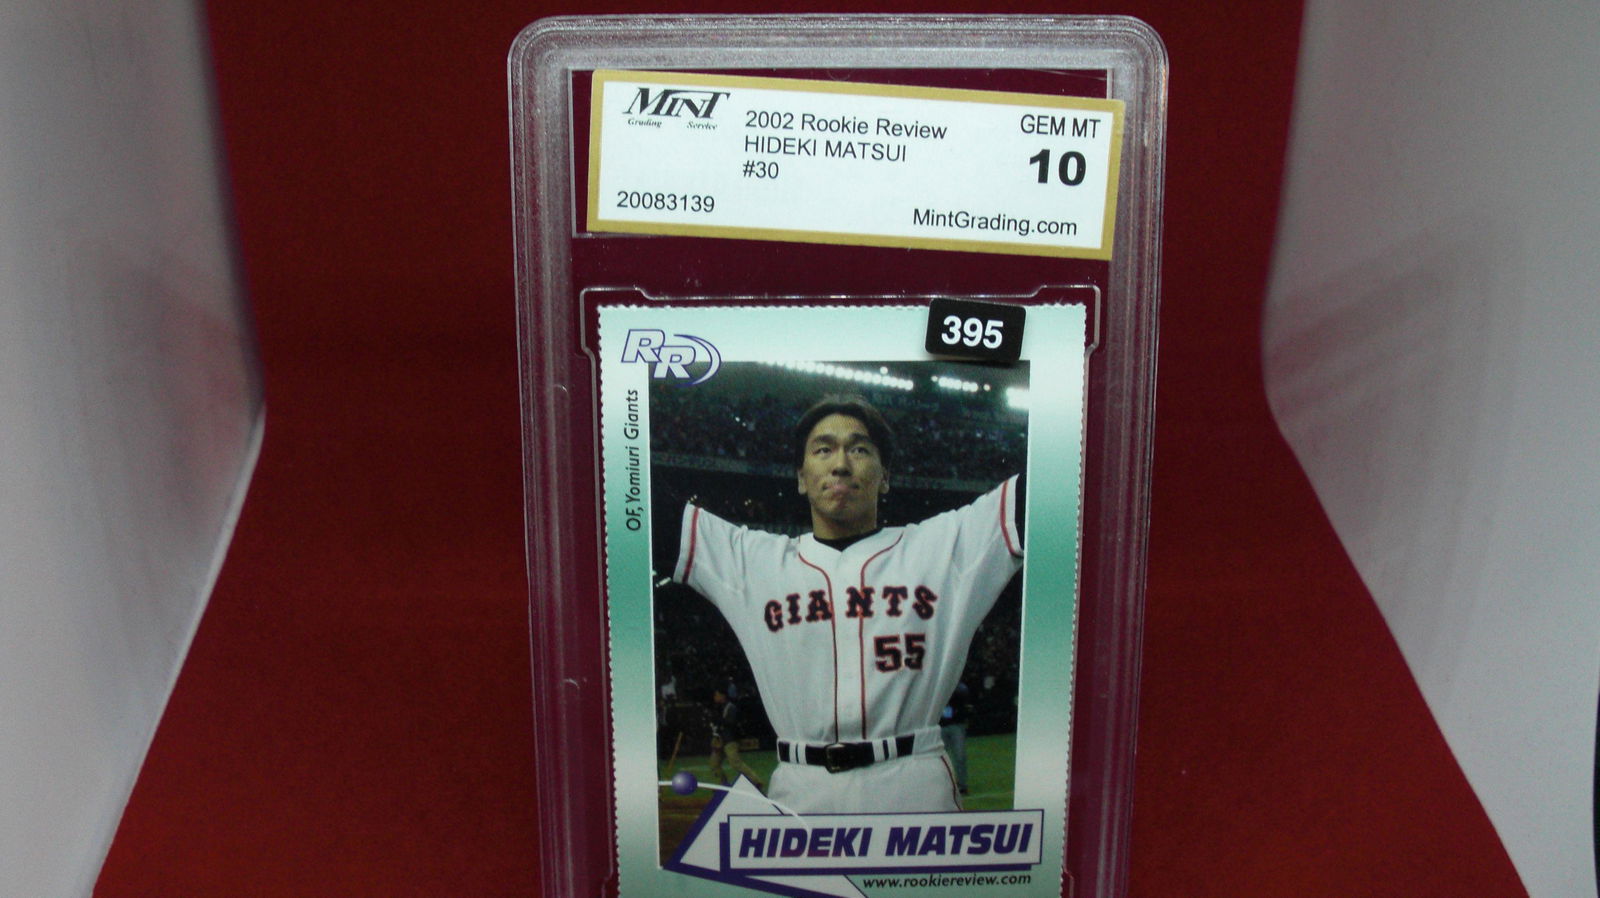 MINT
Grading Service
2002 Rookie Review
HIDEKI MATSUI
#30
GEM MT
10
20083139
MintGrading.com
395
RR
OF, Yomiuri Giants
GIANTS
55
HIDEKI MATSUI
www.rookiereview.com